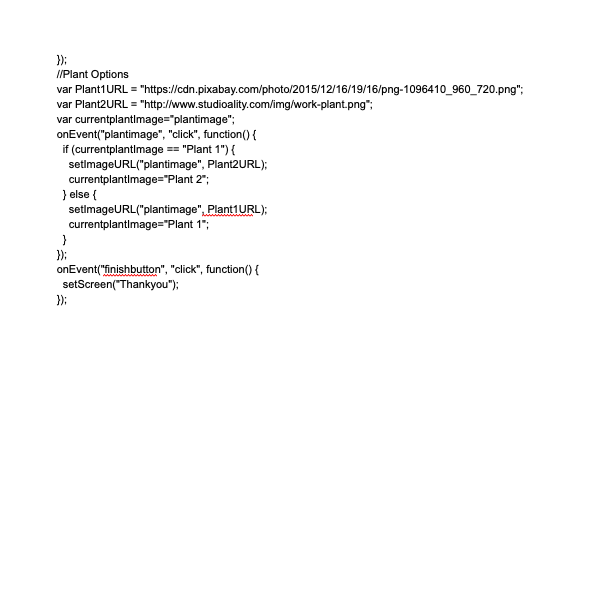 });
//Plant Options
var Plant1URL = "https://cdn.pixabay.com/photo/2015/12/16/19/16/png-1096410_960_720.png";
var Plant2URL = "http://www.studioality.com/img/work-plant.png";
var currentplantImage="plantimage";
onEvent("plantimage", "click", function() {
if (currentplantImage == "Plant 1") {
setImageURL("plantimage", Plant2URL);
currentplantImage="Plant 2";
} else {
setImageURL("plantimage", Plant1URL);
currentplantImage="Plant 1";
}
});
onEvent("finishbutton", "click", function() {
setScreen("Thankyou");
});